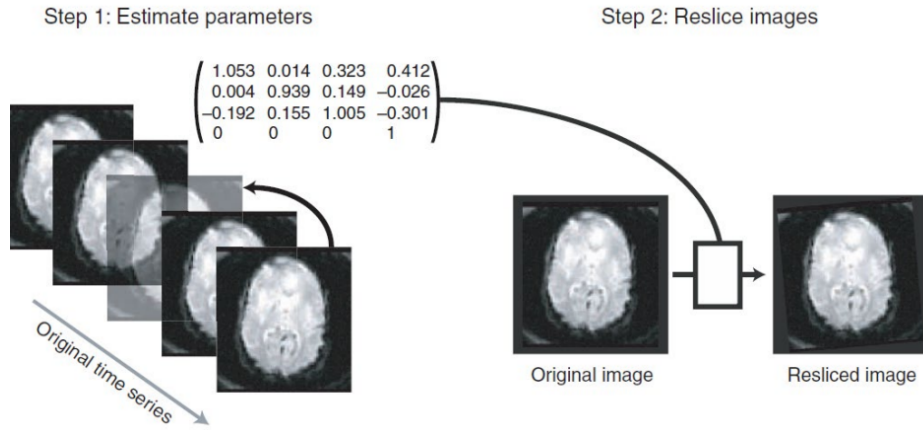 Step 1: Estimate parameters
Step 2: Reslice images
1.053 0.014 0.323 0.412
0.004 0.939 0.149 –0.026
–0.192 0.155 1.005 –0.301
0 0 0 1
Original time series
Original image
Resliced image